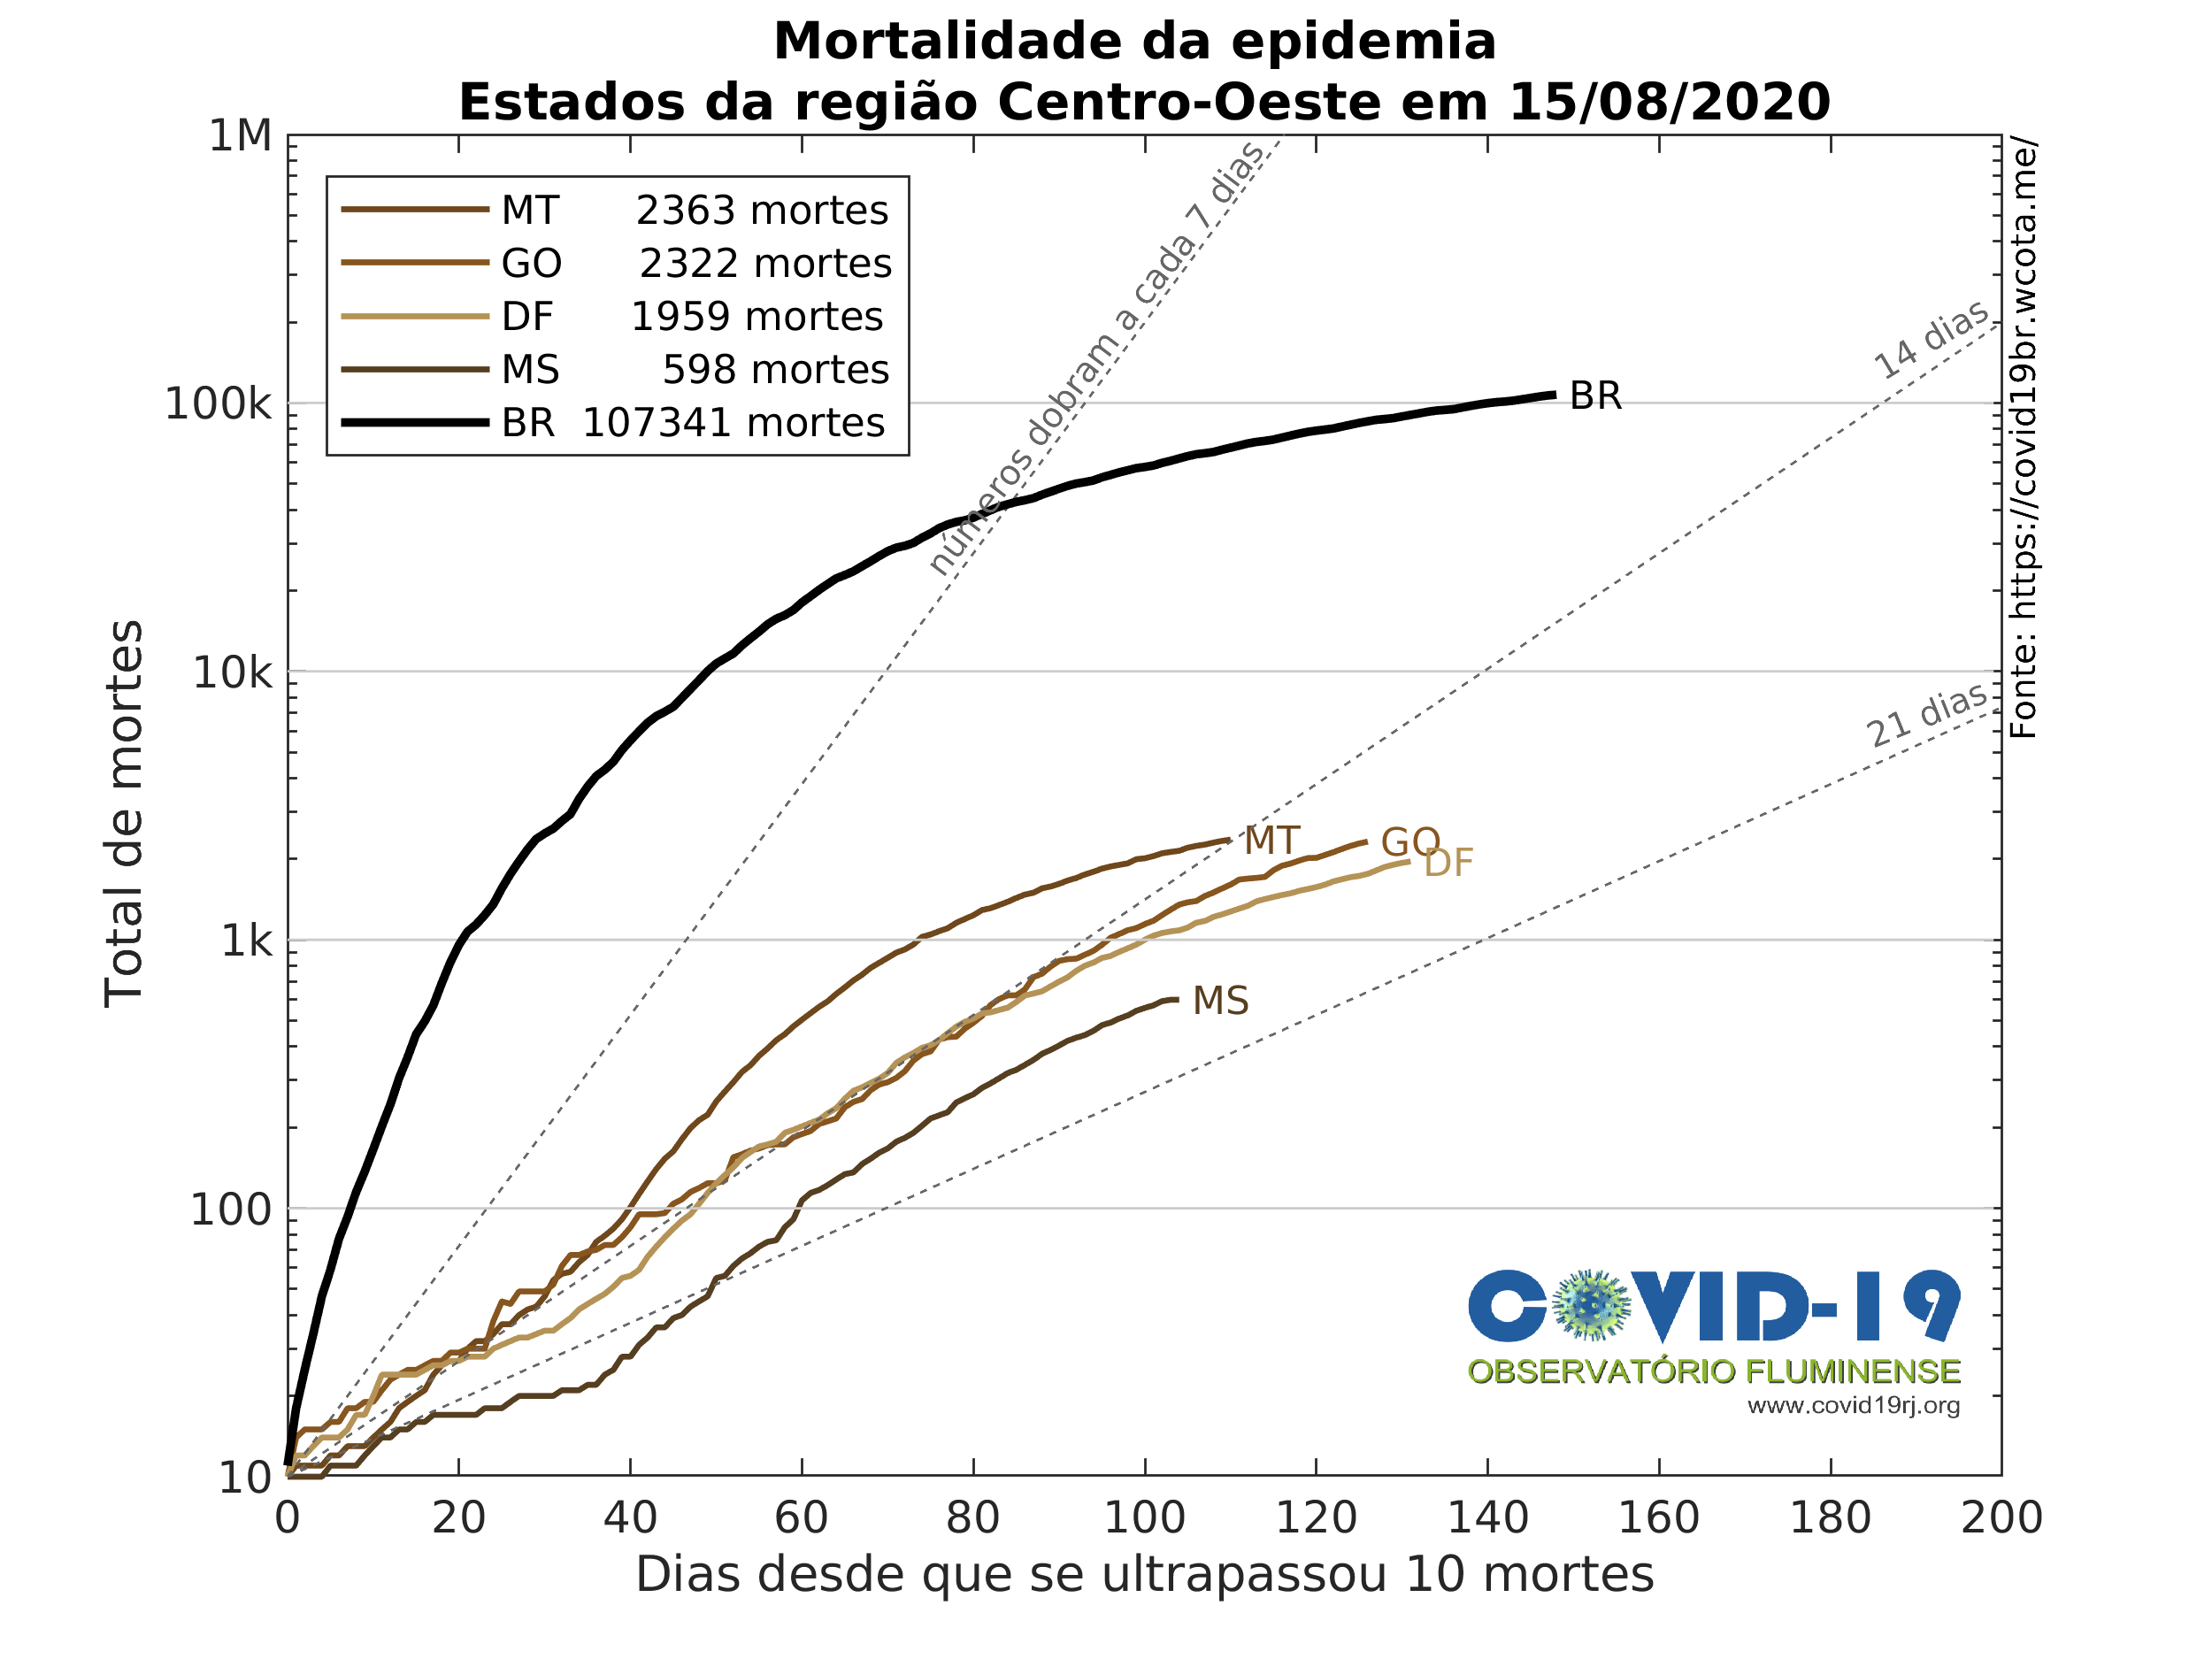 Mortalidade da epidemia
Estados da região Centro-Oeste em 15/08/2020
1M
100k
10k
1k
100
10
Total de mortes
MT 2363 mortes
GO 2322 mortes
DF 1959 mortes
MS 598 mortes
BR 107341 mortes
números dobram a cada 7 dias
14 dias
21 dias
BR
MT
GO
DF
MS
Fonte: https://covid19br.wcota.me/
COVID-19
OBSERVATÓRIO FLUMINENSE
www.covid19rj.org
0 20 40 60 80 100 120 140 160 180 200
Dias desde que se ultrapassou 10 mortes